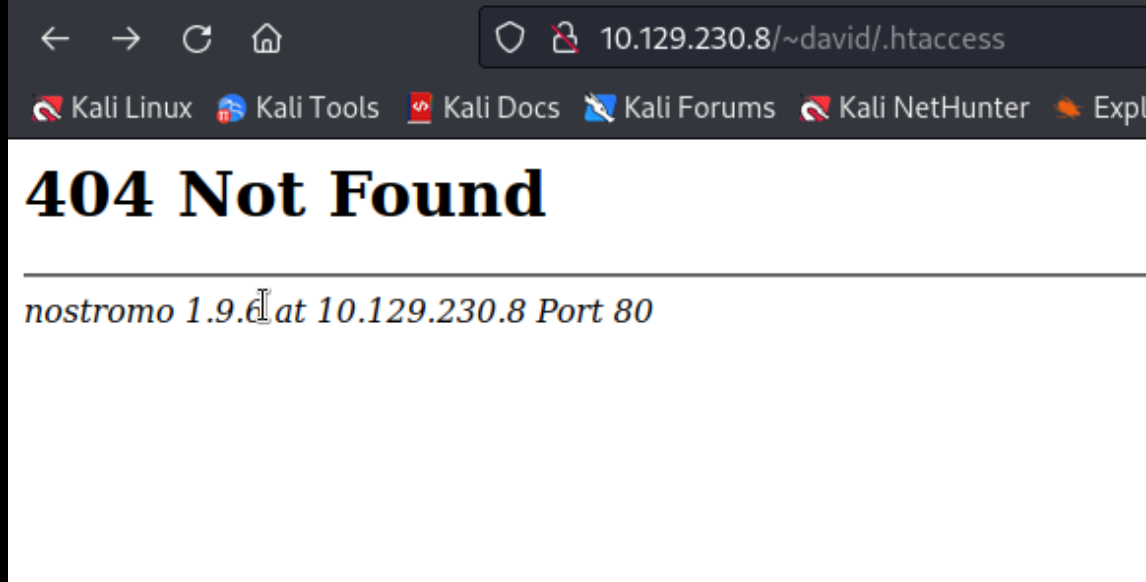 10.129.230.8/~david/.htaccess
Kali Linux Kali Tools Kali Docs Kali Forums Kali NetHunter Expl
404 Not Found
nostromo 1.9.6 at 10.129.230.8 Port 80